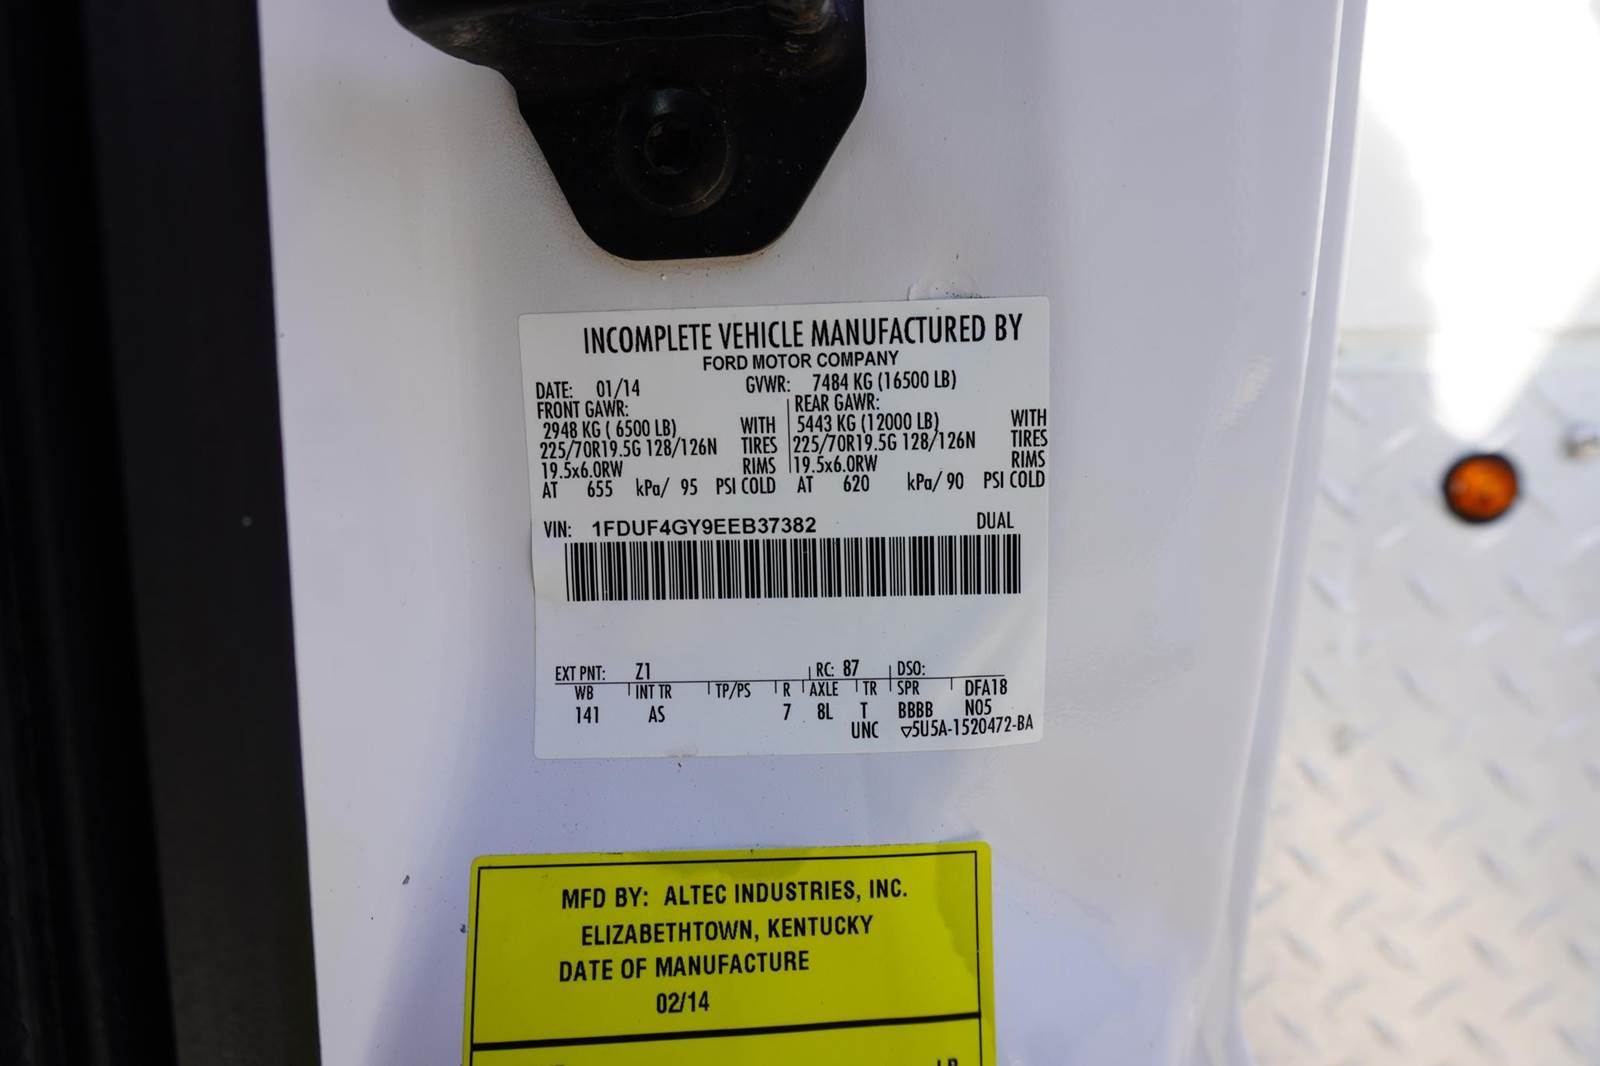 INCOMPLETE VEHICLE MANUFACTURED BY
FORD MOTOR COMPANY
DATE: 01/14 GVWR: 7484 KG (16500 LB)
FRONT GAWR: REAR GAWR:
2948 KG ( 6500 LB) WITH 5443 KG (12000 LB) WITH
225/70R19.5G 128/126N TIRES 225/70R19.5G 128/126N TIRES
19.5x6.0RW RIMS 19.5x6.0RW RIMS
AT 655 kPa/ 95 PSI COLD AT 620 kPa/ 90 PSI COLD
VIN: 1FDUF4GY9EEB37382 DUAL
EXT PNT: Z1 RC: 87 DSO:
WB INT TR TP/PS R AXLE TR SPR DFA18
141 AS 7 8L T BBBB N05
UNC ▽5U5A-1520472-BA
MFD BY: ALTEC INDUSTRIES, INC.
ELIZABETHTOWN, KENTUCKY
DATE OF MANUFACTURE
02/14